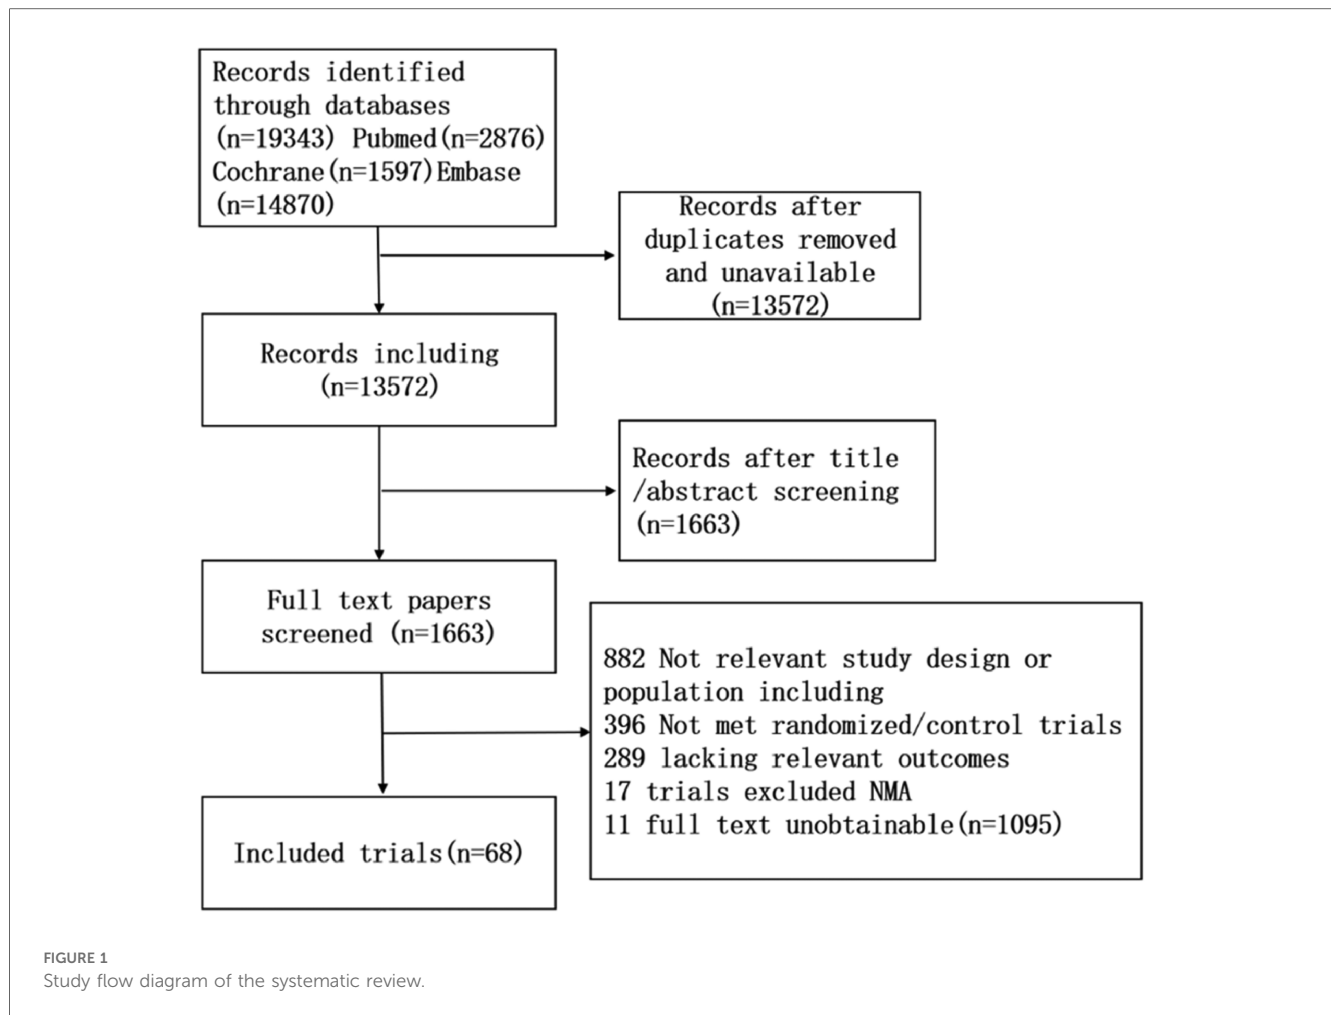 Records identified
through databases
(n=19343) Pubmed(n=2876)
Cochrane(n=1597)Embase
(n=14870)
Records after
duplicates removed
and unavailable
(n=13572)
Records including
(n=13572)
Records after title
/abstract screening
(n=1663)
Full text papers
screened (n=1663)
882 Not relevant study design or
population including
396 Not met randomized/control trials
289 lacking relevant outcomes
17 trials excluded NMA
11 full text unobtainable(n=1095)
Included trials(n=68)
FIGURE 1
Study flow diagram of the systematic review.